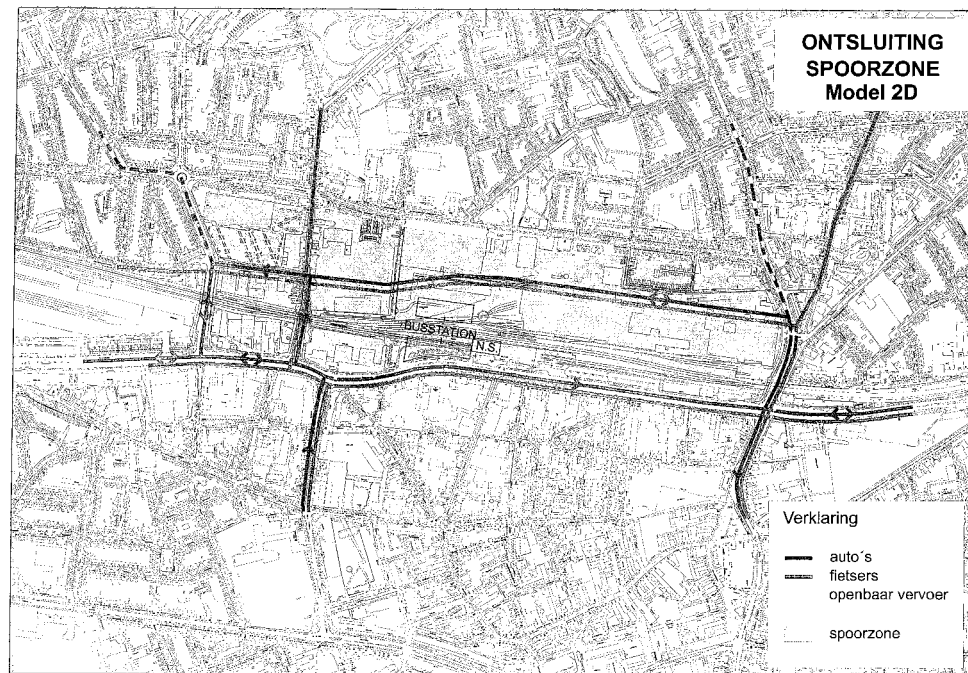 ONTSLUITING
SPOORZONE
Model 2D
BUSSTATION
N.S.
Verklaring
auto´s
fietsers
openbaar vervoer
spoorzone